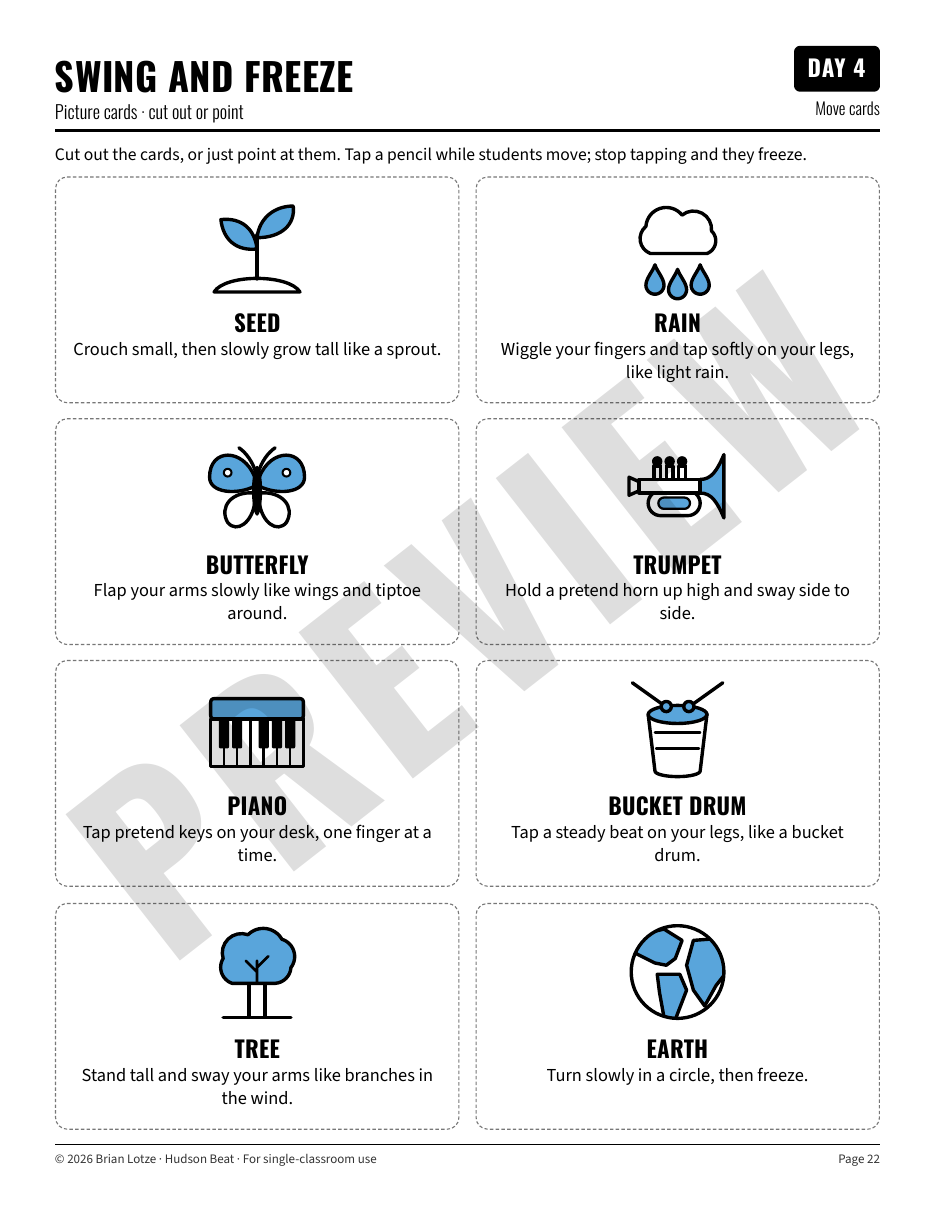 SWING AND FREEZE
DAY 4
Picture cards · cut out or point
Move cards
Cut out the cards, or just point at them. Tap a pencil while students move; stop tapping and they freeze.
SEED
Crouch small, then slowly grow tall like a sprout.
RAIN
Wiggle your fingers and tap softly on your legs,
like light rain.
BUTTERFLY
Flap your arms slowly like wings and tiptoe
around.
TRUMPET
Hold a pretend horn up high and sway side to
side.
PIANO
Tap pretend keys on your desk, one finger at a
time.
BUCKET DRUM
Tap a steady beat on your legs, like a bucket
drum.
TREE
Stand tall and sway your arms like branches in
the wind.
EARTH
Turn slowly in a circle, then freeze.
PREVIEW
© 2026 Brian Lotze · Hudson Beat · For single-classroom use
Page 22